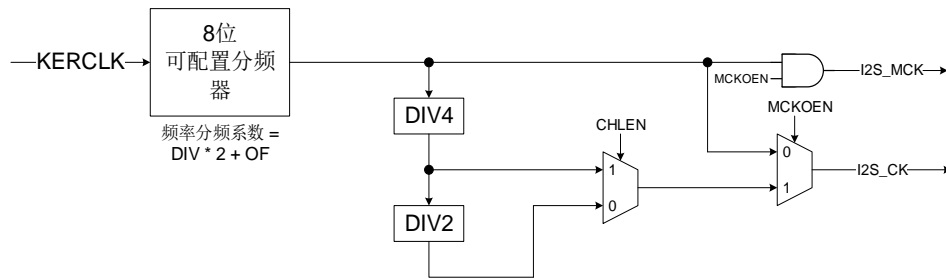 KERCLK
8位
可配置分频
器
频率分频系数 =
DIV * 2 + OF
MCKOEN
I2S_MCK
DIV4
CHLEN
MCKOEN
0
1
I2S_CK
1
0
DIV2